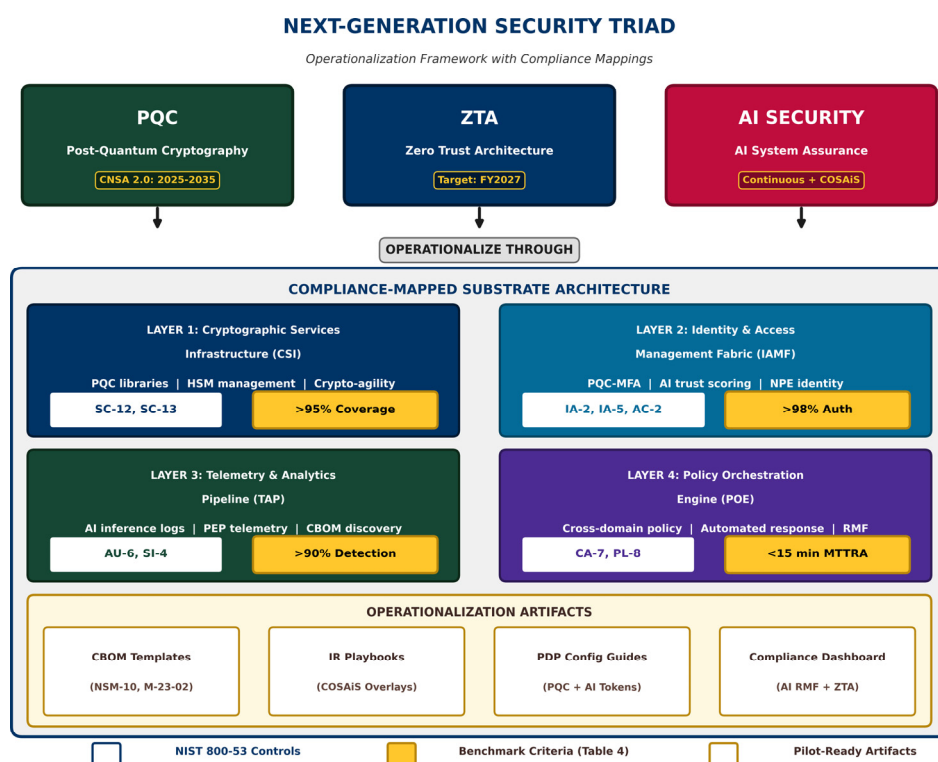 NEXT-GENERATION SECURITY TRIAD
Operationalization Framework with Compliance Mappings
PQC
Post-Quantum Cryptography
CNSA 2.0: 2025-2035
ZTA
Zero Trust Architecture
Target: FY2027
AI SECURITY
AI System Assurance
Continuous + COSAiS
OPERATIONALIZE THROUGH
COMPLIANCE-MAPPED SUBSTRATE ARCHITECTURE
LAYER 1: Cryptographic Services
Infrastructure (CSI)
PQC libraries | HSM management | Crypto-agility
SC-12, SC-13
>95% Coverage
LAYER 2: Identity & Access
Management Fabric (IAMF)
PQC-MFA | AI trust scoring | NPE identity
IA-2, IA-5, AC-2
>98% Auth
LAYER 3: Telemetry & Analytics
Pipeline (TAP)
AI inference logs | PEP telemetry | CBOM discovery
AU-6, SI-4
>90% Detection
LAYER 4: Policy Orchestration
Engine (POE)
Cross-domain policy | Automated response | RMF
CA-7, PL-8
<15 min MTTRA
OPERATIONALIZATION ARTIFACTS
CBOM Templates
(NSM-10, M-23-02)
IR Playbooks
(COSAiS Overlays)
PDP Config Guides
(PQC + AI Tokens)
Compliance Dashboard
(AI RMF + ZTA)
NIST 800-53 Controls
Benchmark Criteria (Table 4)
Pilot-Ready Artifacts